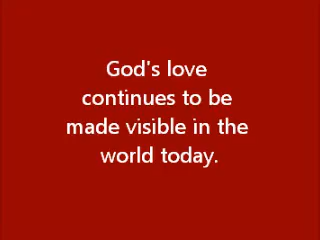 God's love
continues to be
made visible in the
world today.